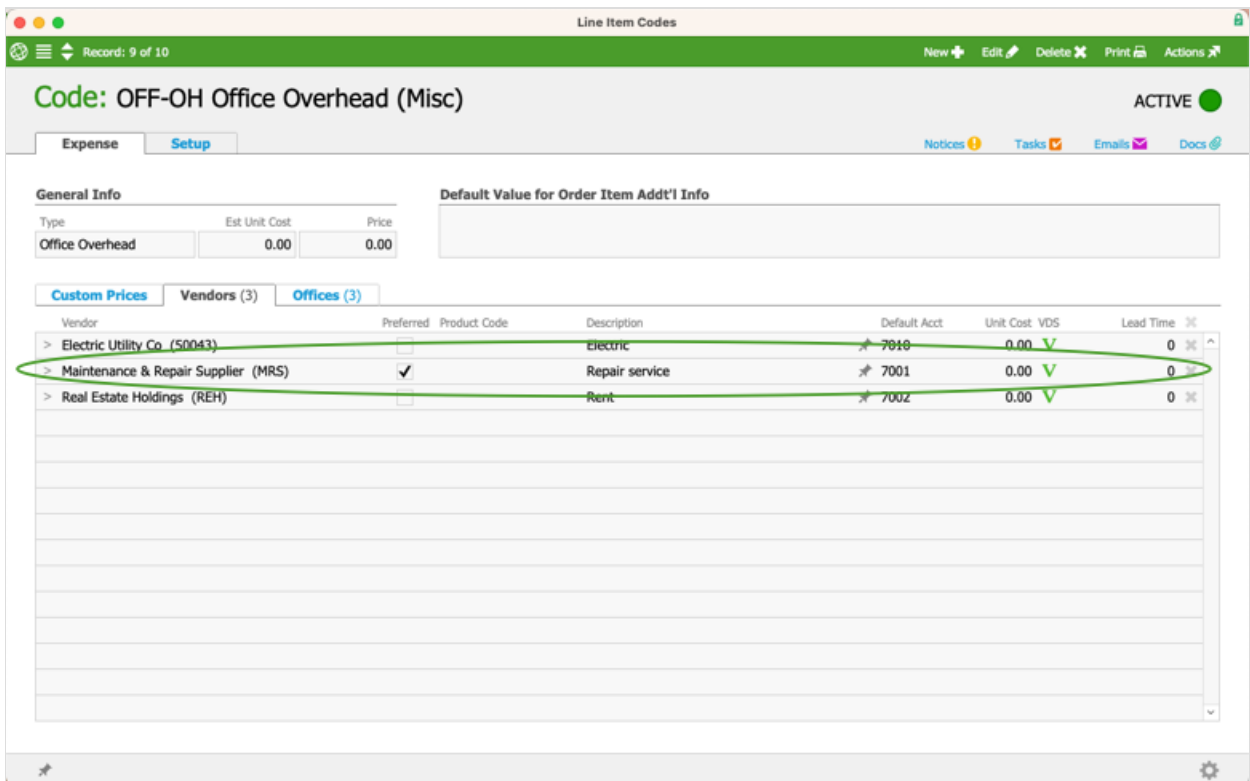 Line Item Codes
Record: 9 of 10 New Edit Delete Print Actions
Code: OFF-OH Office Overhead (Misc) ACTIVE
Expense Setup Notices Tasks Emails Docs
General Info Default Value for Order Item Addt'l Info
Type Est Unit Cost Price
Office Overhead 0.00 0.00
Custom Prices Vendors (3) Offices (3)
Vendor Preferred Product Code Description Default Acct Unit Cost VDS Lead Time
> Electric Utility Co (50043) Electric 7010 0.00 V 0
> Maintenance & Repair Supplier (MRS) ✓ Repair service 7001 0.00 V 0
> Real Estate Holdings (REH) Rent 7002 0.00 V 0